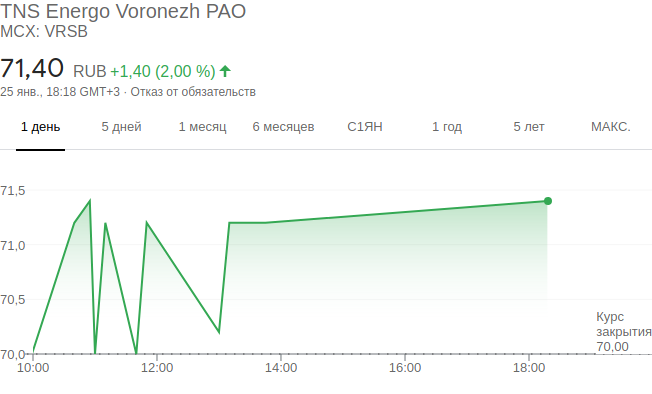 TNS Energo Voronezh PAO
MCX: VRSB
71,40 RUB +1,40 (2,00 %)
25 янв., 18:18 GMT+3 · Отказ от обязательств
1 день 5 дней 1 месяц 6 месяцев С1ЯН 1 год 5 лет МАКС.
71,5
71,0
70,5
Курс
закрытия
70,00
70,0
10:00 12:00 14:00 16:00 18:00